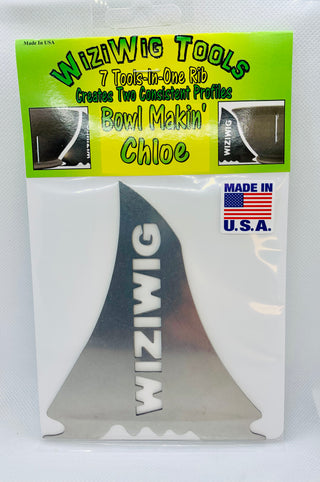 Made In USA
WiziWig Tools
7 Tools-in-One Rib
Creates Two Consistent Profiles
Bowl Makin'
Chloe
WIZIWIG
MADE IN
U.S.A.
WIZIWIG